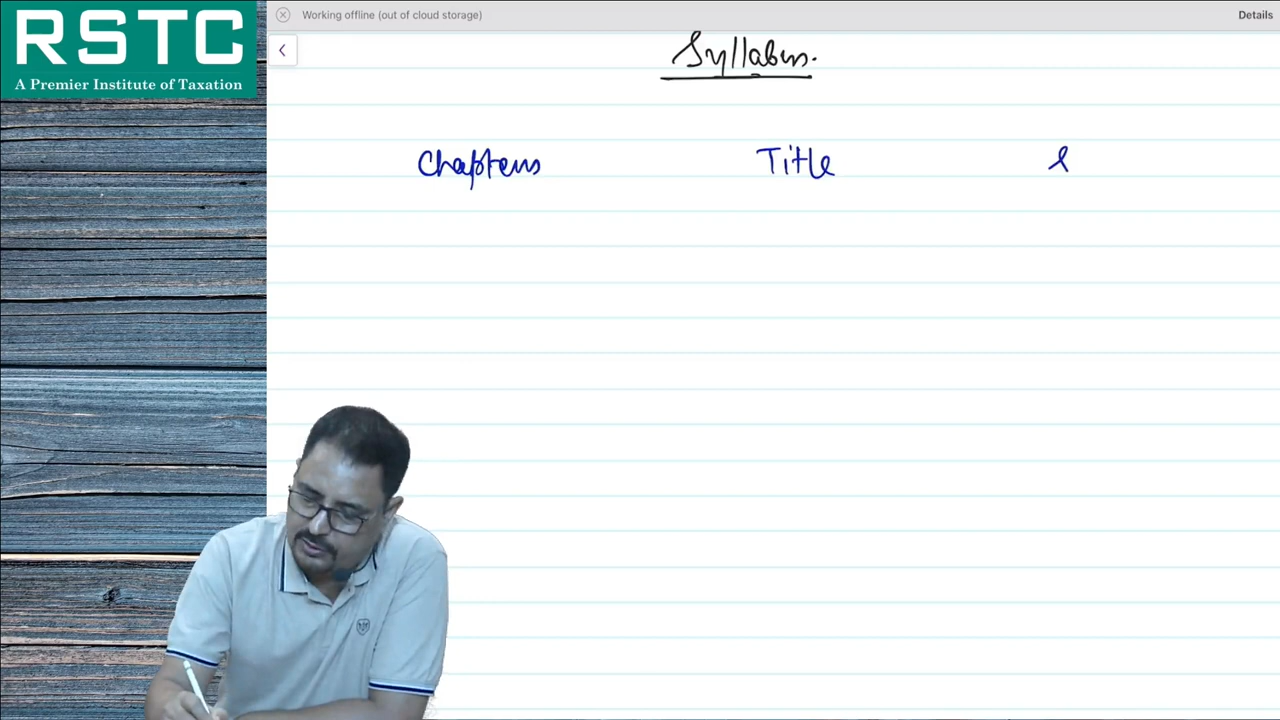 RSTC
A Premier Institute of Taxation
Working offline (out of cloud storage)
Details
Syllabus.
Chapters Title